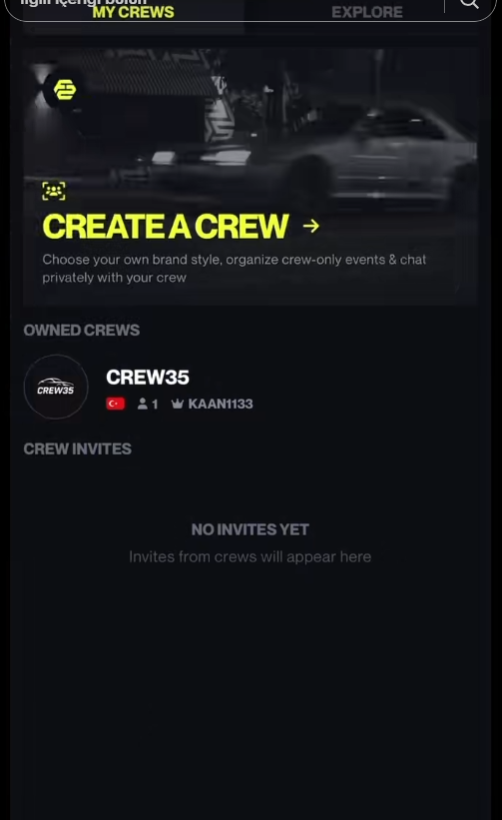 ilgili içeriği bulun
MY CREWS
EXPLORE
CREATE A CREW →
Choose your own brand style, organize crew-only events & chat
privately with your crew
OWNED CREWS
CREW35
CREW35
1 KAAN1133
CREW INVITES
NO INVITES YET
Invites from crews will appear here